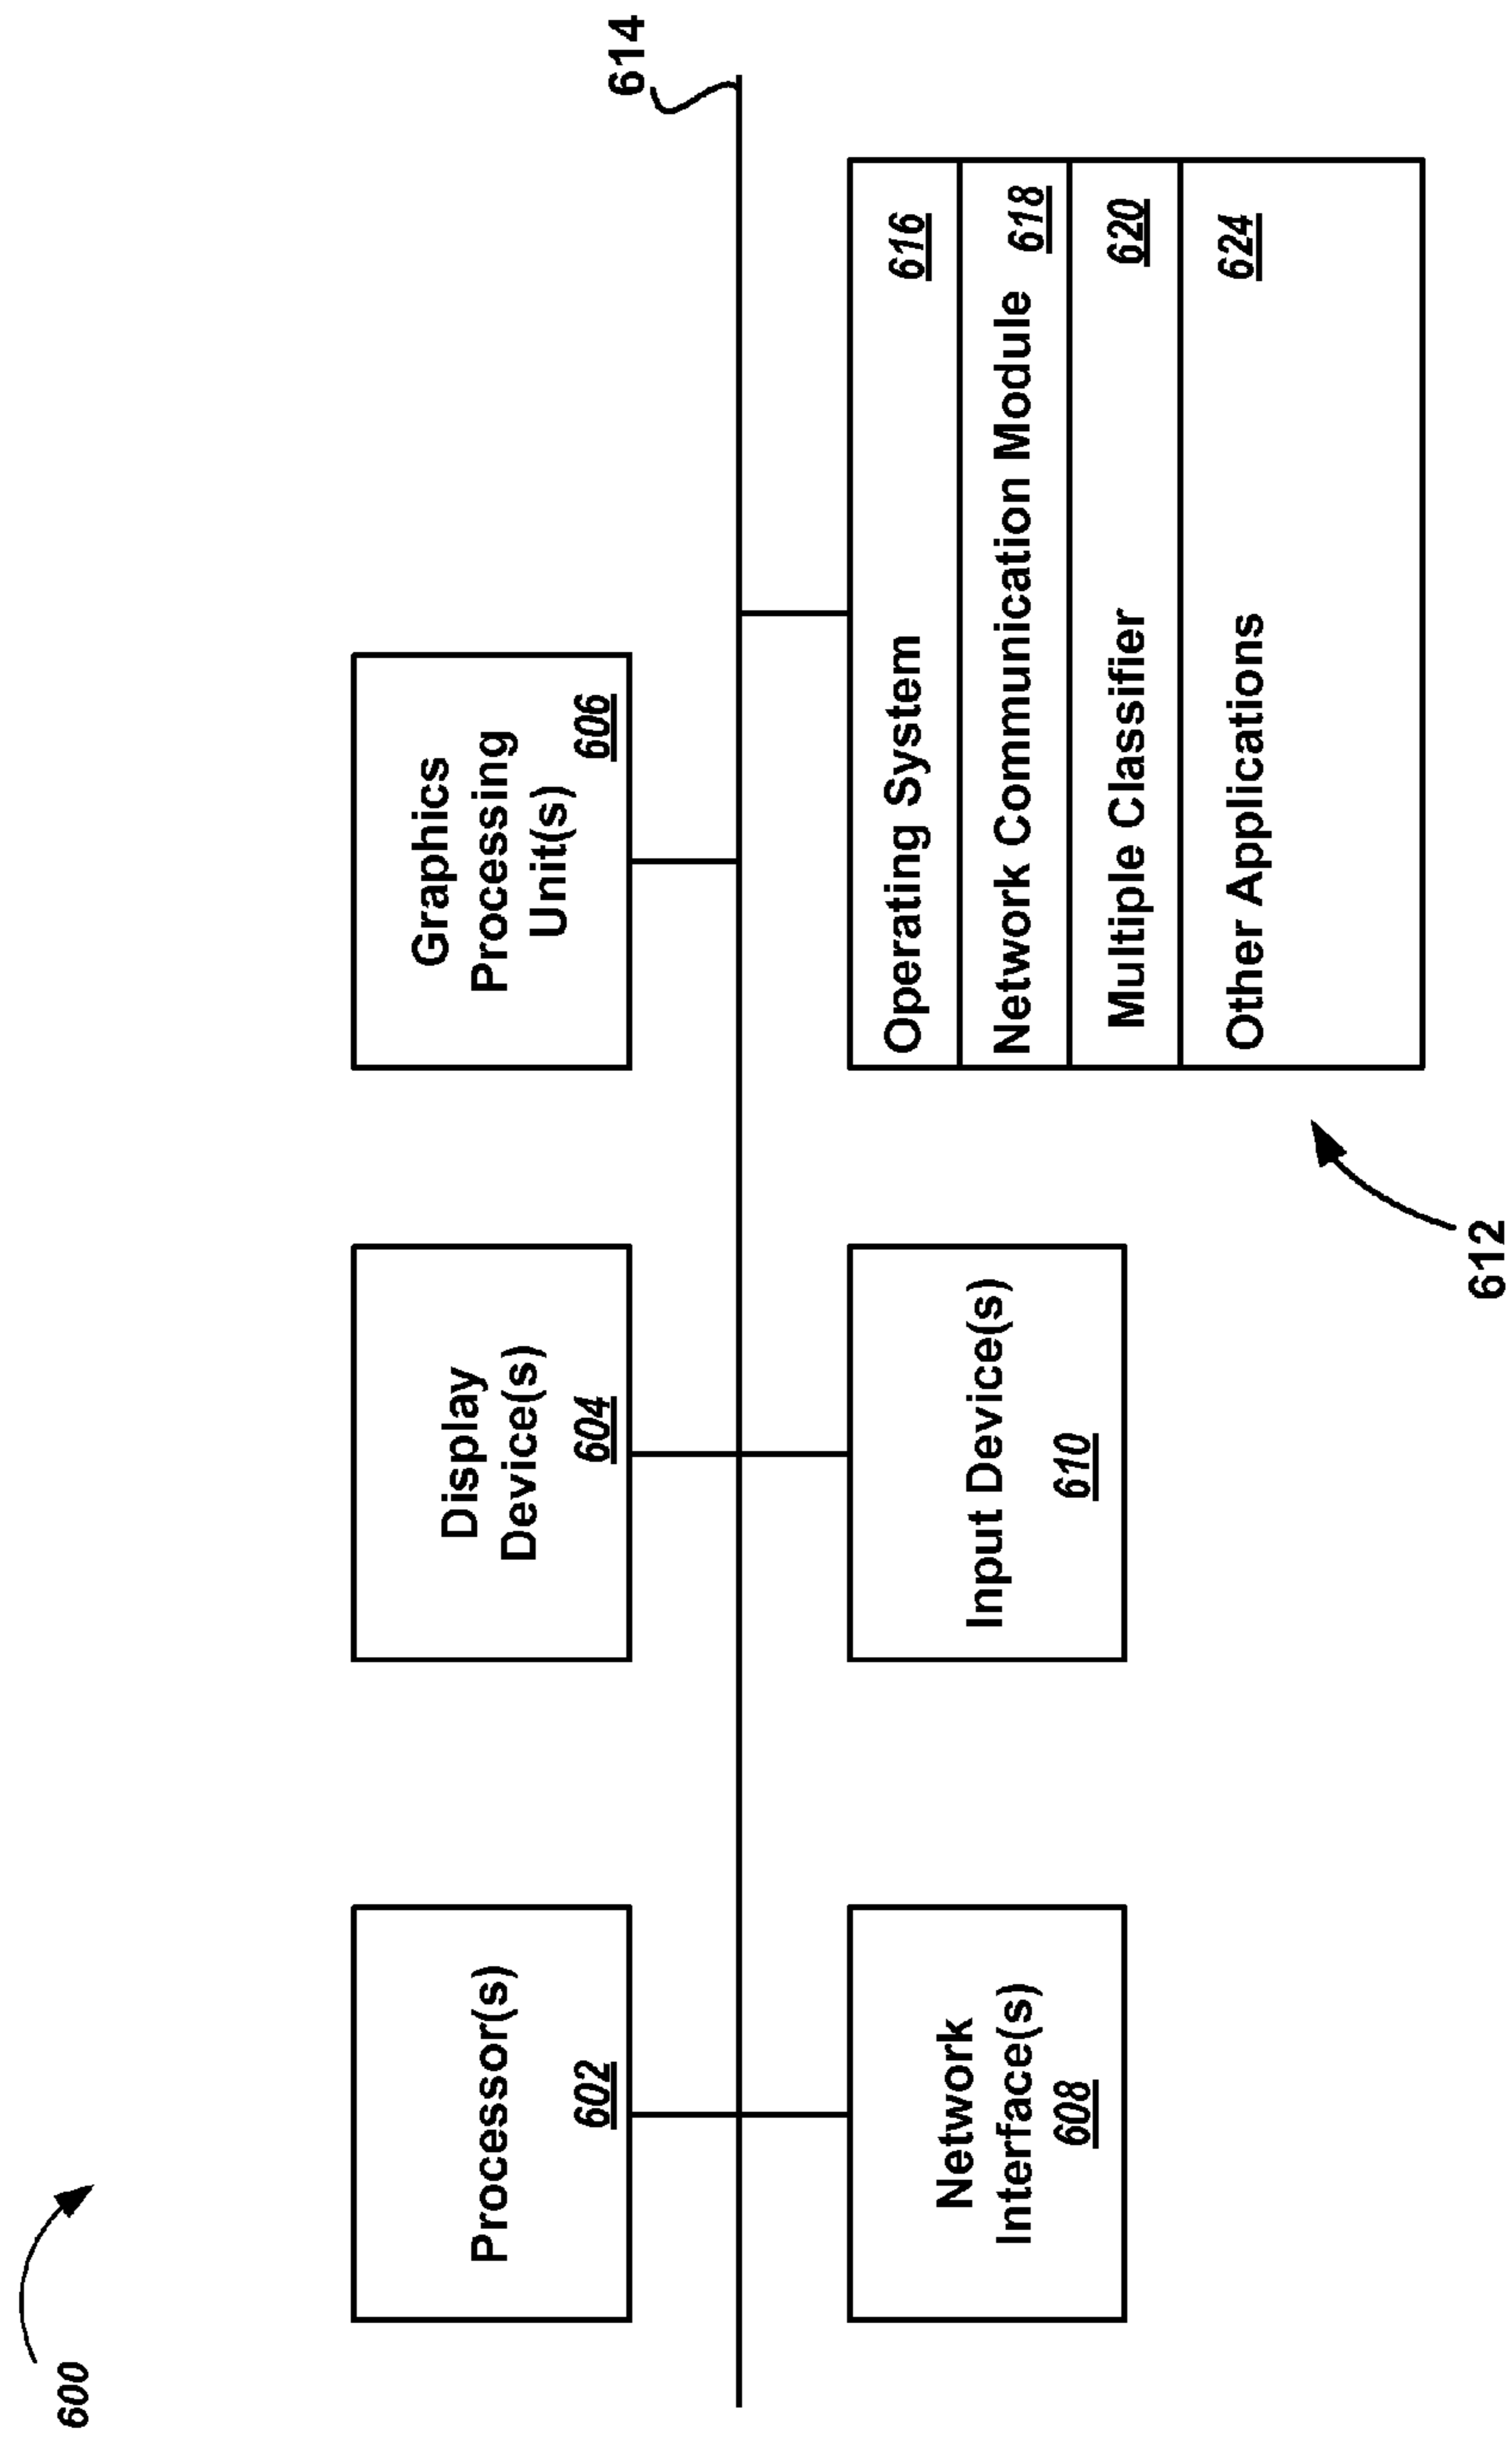 600
614
Processor(s)
602
Display
Device(s)
604
Graphics
Processing
Unit(s)
606
Network
Interface(s)
608
Input Device(s)
610
Operating System 616
Network Communication Module 618
Multiple Classifier 620
Other Applications 624
612